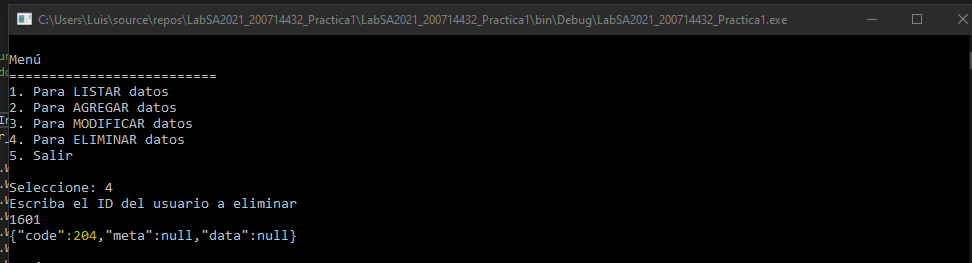 C:\Users\Luis\source\repos\LabSA2021_200714432_Practica1\LabSA2021_200714432_Practica1\bin\Debug\LabSA2021_200714432_Practica1.exe
Menú
==========================
1. Para LISTAR datos
2. Para AGREGAR datos
3. Para MODIFICAR datos
4. Para ELIMINAR datos
5. Salir
Seleccione: 4
Escriba el ID del usuario a eliminar
1601
{"code":204,"meta":null,"data":null}